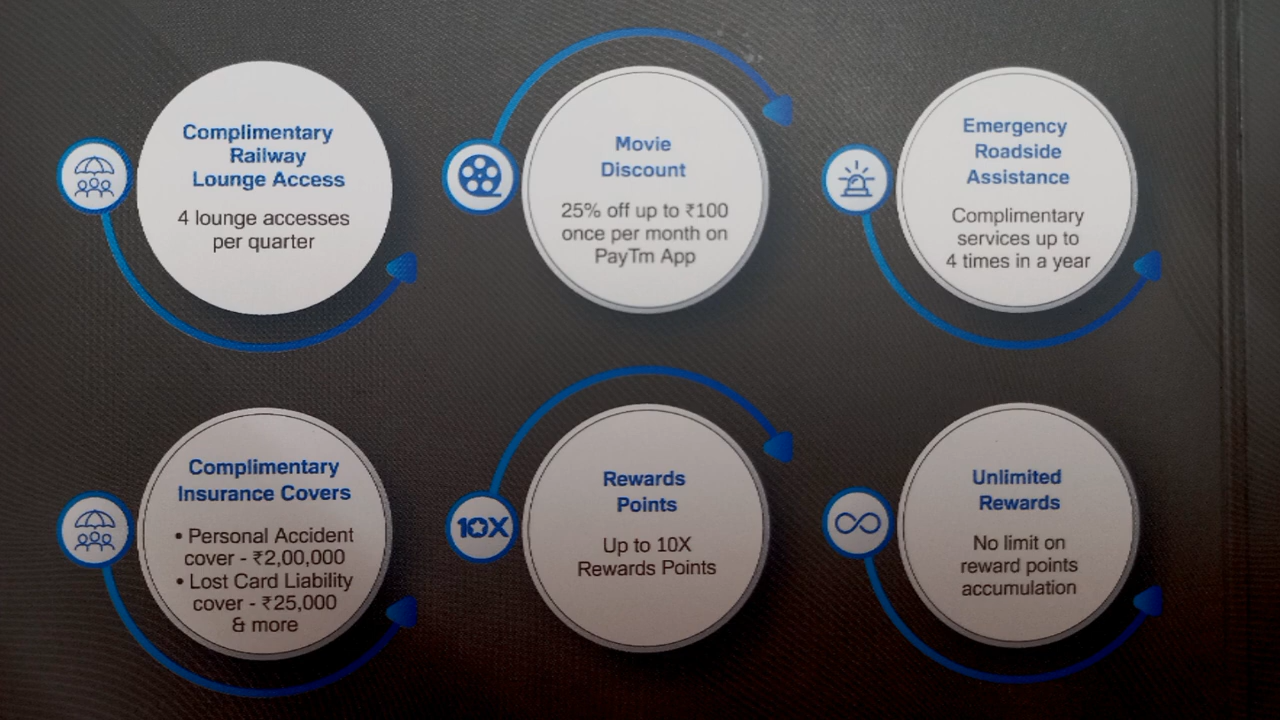 Complimentary
Railway
Lounge Access
4 lounge accesses
per quarter
Movie
Discount
25% off up to ₹100
once per month on
PayTm App
Emergency
Roadside
Assistance
Complimentary
services up to
4 times in a year
Complimentary
Insurance Covers
• Personal Accident
cover - ₹2,00,000
• Lost Card Liability
cover - ₹25,000
& more
10X
Rewards
Points
Up to 10X
Rewards Points
Unlimited
Rewards
No limit on
reward points
accumulation